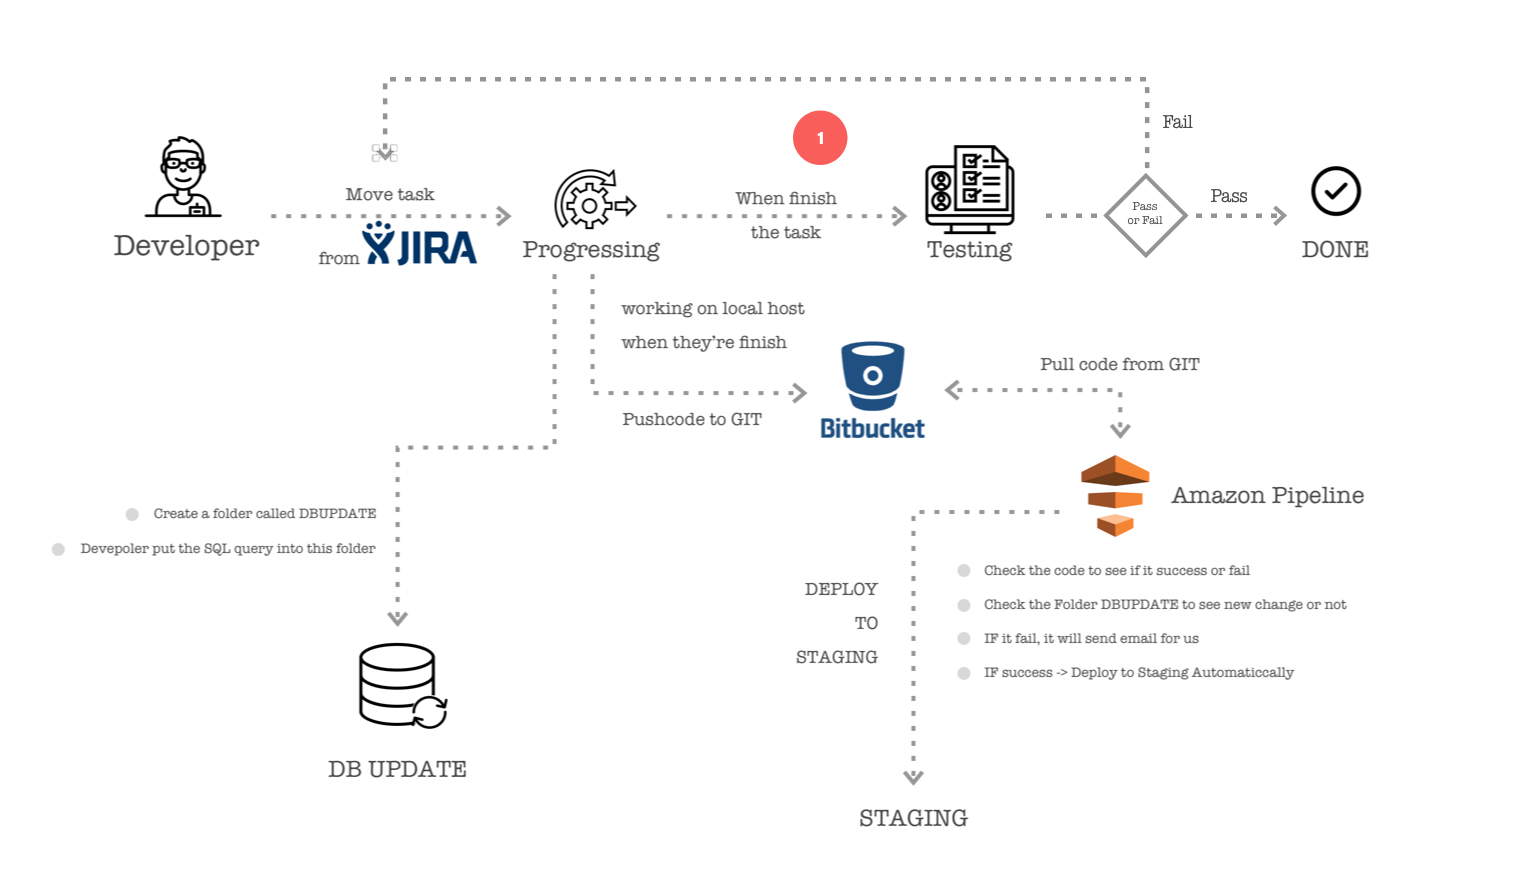 Fail
1
Move task
from JIRA
Developer
Progressing
When finish
the task
Testing
Pass
or Fail
Pass
DONE
working on local host
when they're finish
Pushcode to GIT
Bitbucket
Pull code from GIT
Amazon Pipeline
Create a folder called DBUPDATE
Devepoler put the SQL query into this folder
DB UPDATE
DEPLOY
TO
STAGING
Check the code to see if it success or fail
Check the Folder DBUPDATE to see new change or not
IF it fail, it will send email for us
IF success -> Deploy to Staging Automaticcally
STAGING